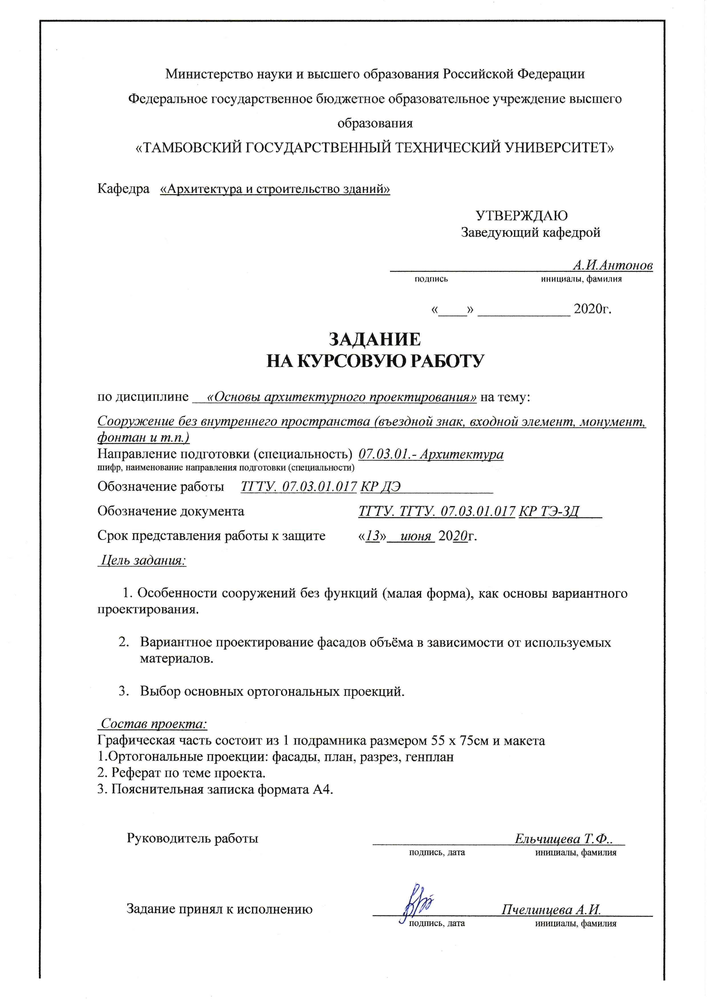 Министерство науки и высшего образования Российской Федерации
Федеральное государственное бюджетное образовательное учреждение высшего
образования
«ТАМБОВСКИЙ ГОСУДАРСТВЕННЫЙ ТЕХНИЧЕСКИЙ УНИВЕРСИТЕТ»
Кафедра «Архитектура и строительство зданий»
УТВЕРЖДАЮ
Заведующий кафедрой
А.И.Антонов
подпись инициалы, фамилия
«____» _____________ 2020г.
ЗАДАНИЕ
НА КУРСОВУЮ РАБОТУ
по дисциплине __«Основы архитектурного проектирования» на тему:
Сооружение без внутреннего пространства (въездной знак, входной элемент, монумент,
фонтан и т.п.)
Направление подготовки (специальность) 07.03.01.- Архитектура
шифр, наименование направления подготовки (специальности)
Обозначение работы ТГТУ. 07.03.01.017 КР ДЭ_____________
Обозначение документа ТГТУ. ТГТУ. 07.03.01.017 КР ТЭ-ЗД___
Срок представления работы к защите «13»__июня_ 2020г.
Цель задания:
1. Особенности сооружений без функций (малая форма), как основы вариантного
проектирования.
2. Вариантное проектирование фасадов объёма в зависимости от используемых
материалов.
3. Выбор основных ортогональных проекций.
Состав проекта:
Графическая часть состоит из 1 подрамника размером 55 х 75см и макета
1.Ортогональные проекции: фасады, план, разрез, генплан
2. Реферат по теме проекта.
3. Пояснительная записка формата А4.
Руководитель работы Ельчищева Т.Ф..
подпись, дата инициалы, фамилия
Задание принял к исполнению Пчелинцева А.И.
подпись, дата инициалы, фамилия